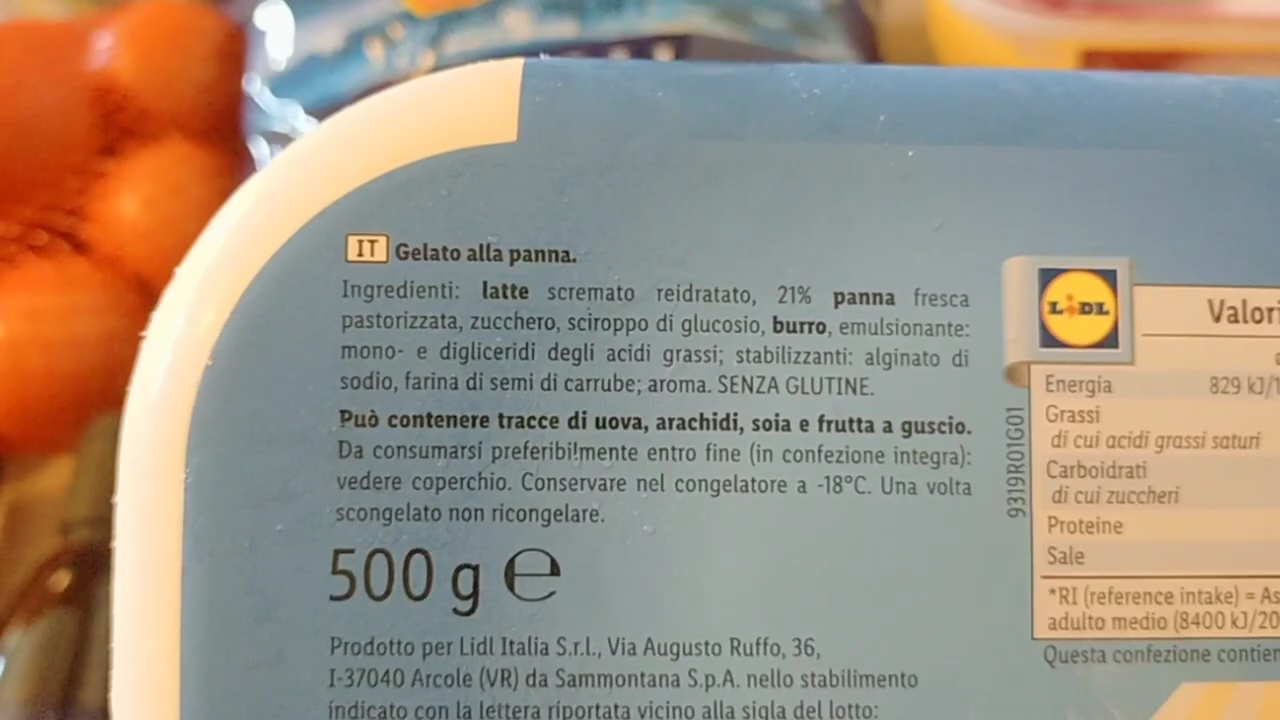 IT Gelato alla panna.
Ingredienti: latte scremato reidratato, 21% panna fresca
pastorizzata, zucchero, sciroppo di glucosio, burro, emulsionante:
mono- e digliceridi degli acidi grassi; stabilizzanti: alginato di
sodio, farina di semi di carrube; aroma. SENZA GLUTINE.
Può contenere tracce di uova, arachidi, soia e frutta a guscio.
Da consumarsi preferibilmente entro fine (in confezione integra):
vedere coperchio. Conservare nel congelatore a -18°C. Una volta
scongelato non ricongelare.
500 g e
Prodotto per Lidl Italia S.r.l., Via Augusto Ruffo, 36,
I-37040 Arcole (VR) da Sammontana S.p.A. nello stabilimento
indicato con la lettera riportata vicino alla sigla del lotto:
9319R01G01
LIDL
Valori
Energia 829 kJ/1
Grassi
di cui acidi grassi saturi
Carboidrati
di cui zuccheri
Proteine
Sale
*RI (reference intake) = As
adulto medio (8400 kJ/20
Questa confezione contien